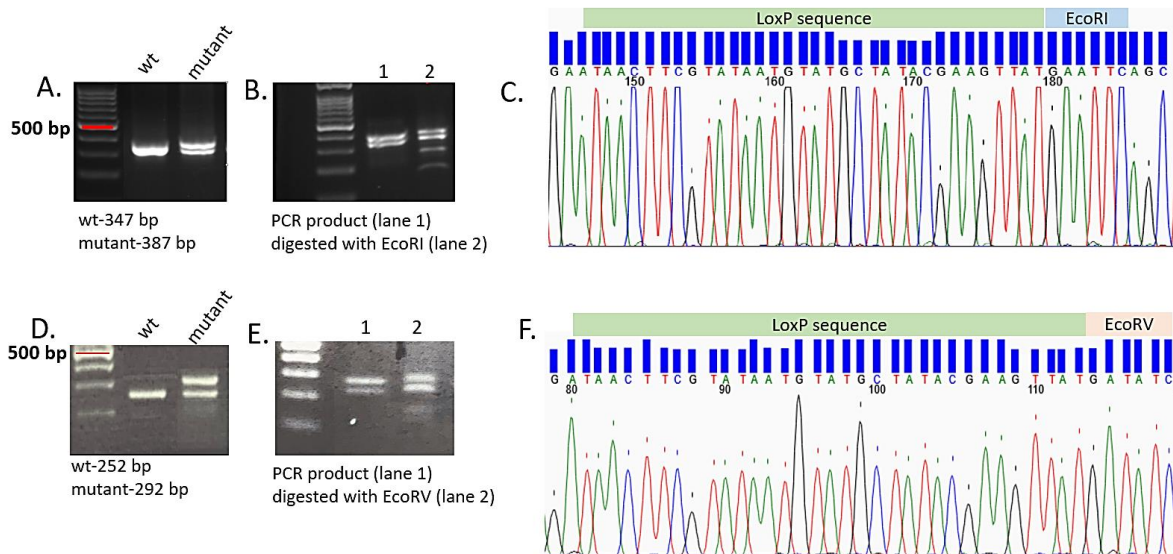 A.
wt
mutant
500 bp
wt-347 bp
mutant-387 bp
B.
1 2
PCR product (lane 1)
digested with EcoRI (lane 2)
C.
LoxP sequence EcoRI
GAATAACTTCGTATAATGTATGCTATACGAAGTTATGAATTCAGC
150 160 170 180
D.
wt
mutant
500 bp
wt-252 bp
mutant-292 bp
E.
1 2
PCR product (lane 1)
digested with EcoRV (lane 2)
F.
LoxP sequence EcoRV
GATAACTTCGTATAATGTATGCTATACGAAGTTATGATATC
80 90 100 110